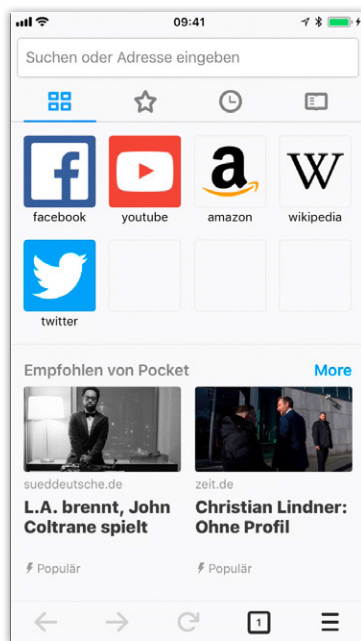 09:41
Suchen oder Adresse eingeben
facebook youtube amazon wikipedia
twitter
Empfohlen von Pocket More
sueddeutsche.de zeit.de
L.A. brennt, John Christian Lindner:
Coltrane spielt Ohne Profil
Populär Populär
1